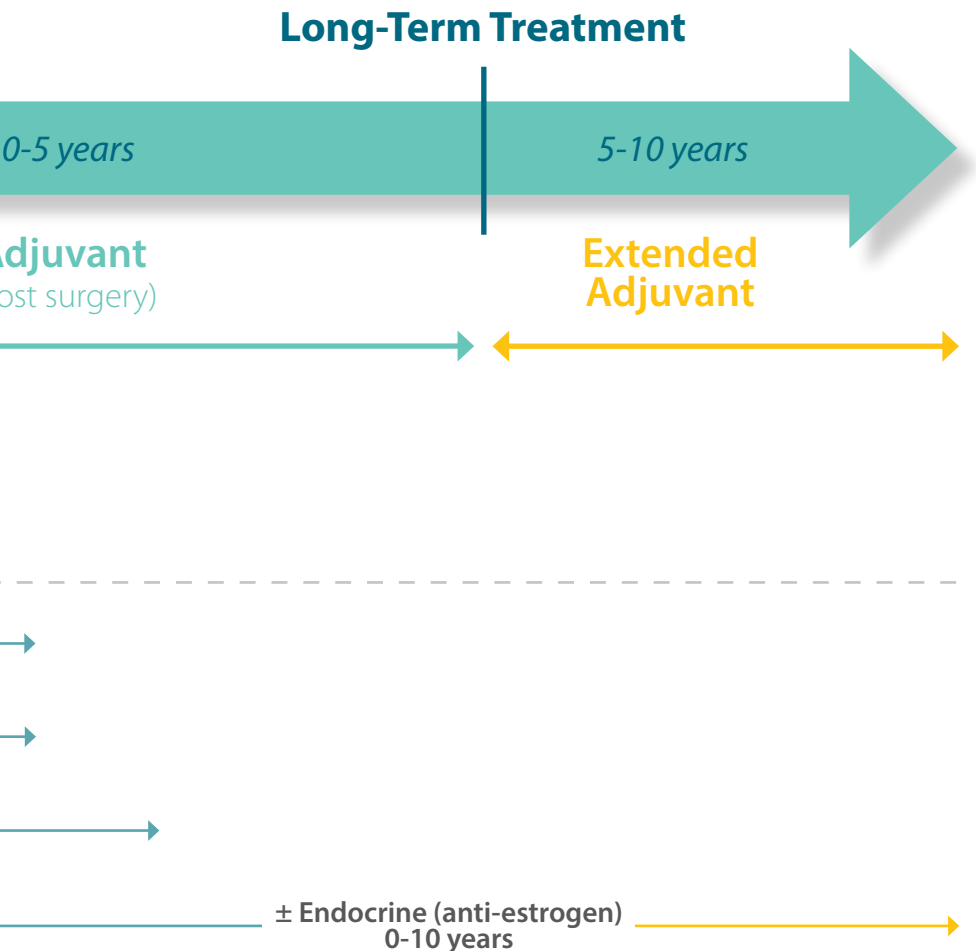 Long-Term Treatment
0-5 years
5-10 years
Adjuvant
ost surgery)
Extended
Adjuvant
± Endocrine (anti-estrogen)
0-10 years